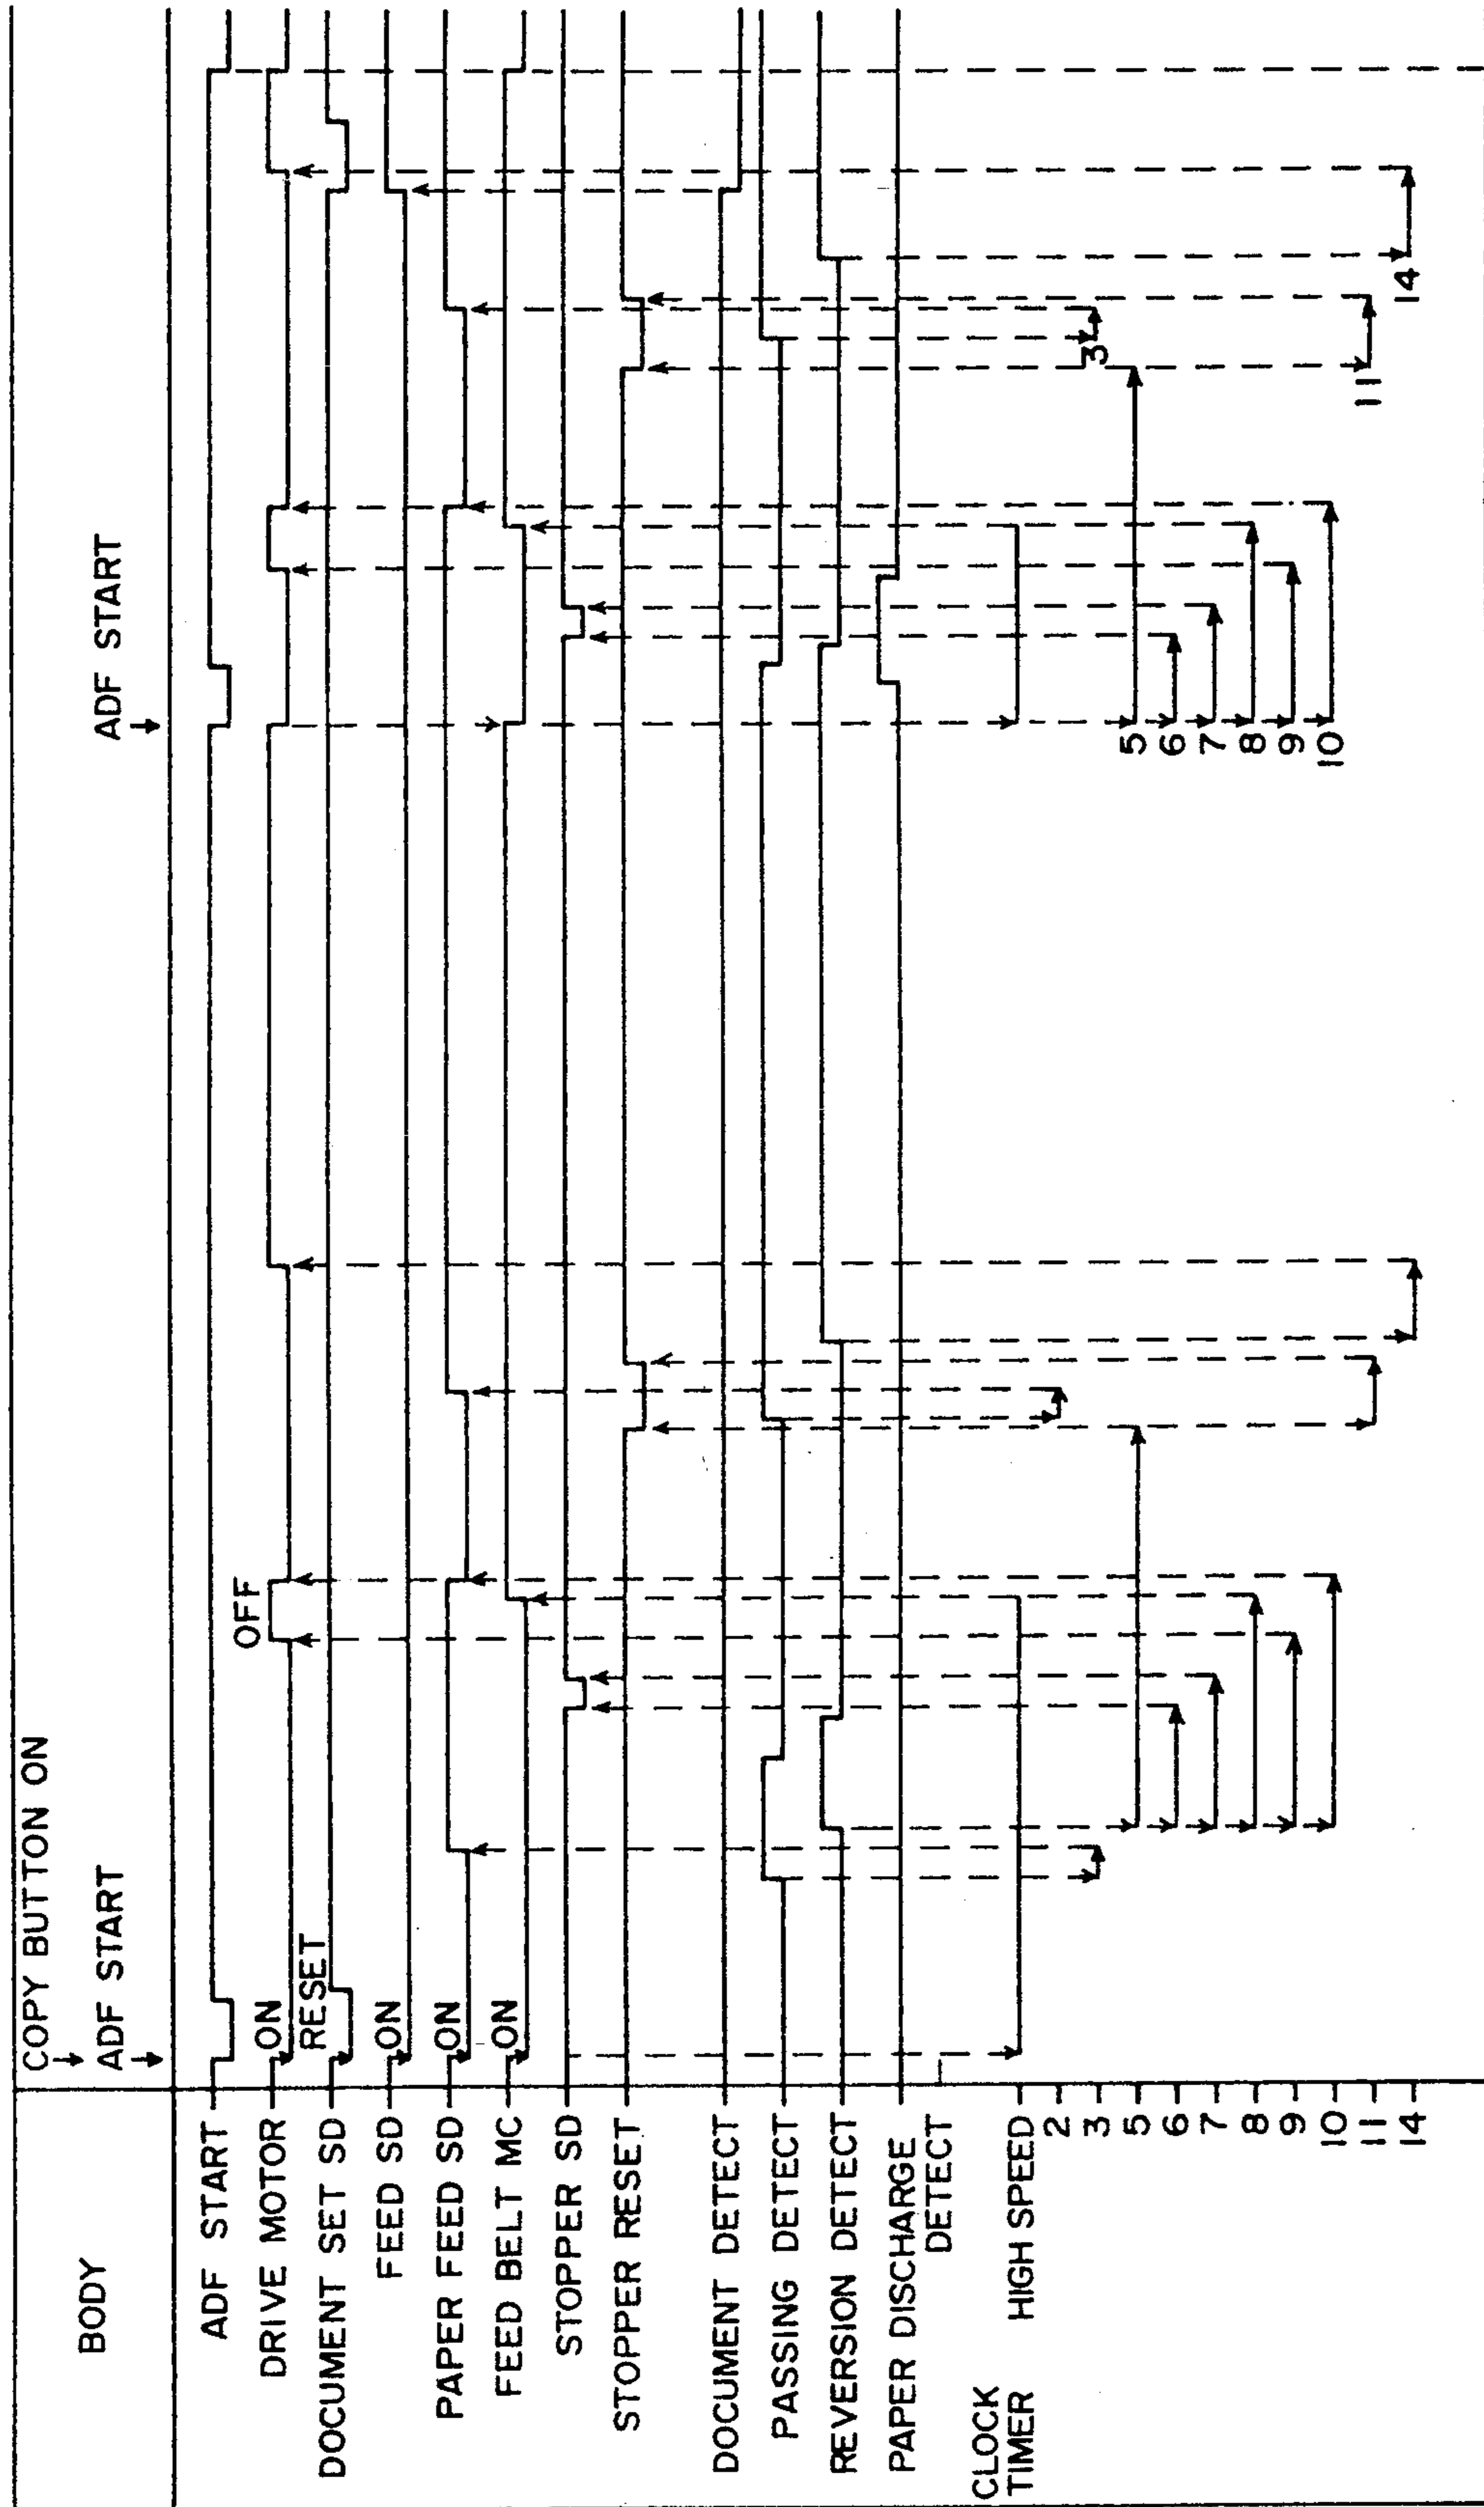 COPY BUTTON ON
ADF START
ADF START
BODY
ADF START
DRIVE MOTOR
ON
OFF
DOCUMENT SET SD
RESET
FEED SD
ON
PAPER FEED SD
ON
FEED BELT MC
ON
STOPPER SD
STOPPER RESET
DOCUMENT DETECT
PASSING DETECT
REVERSION DETECT
PAPER DISCHARGE
DETECT
CLOCK
TIMER
HIGH SPEED
2
3
5
6
7
8
9
10
11
14
5
6
7
8
9
10
3
11
14